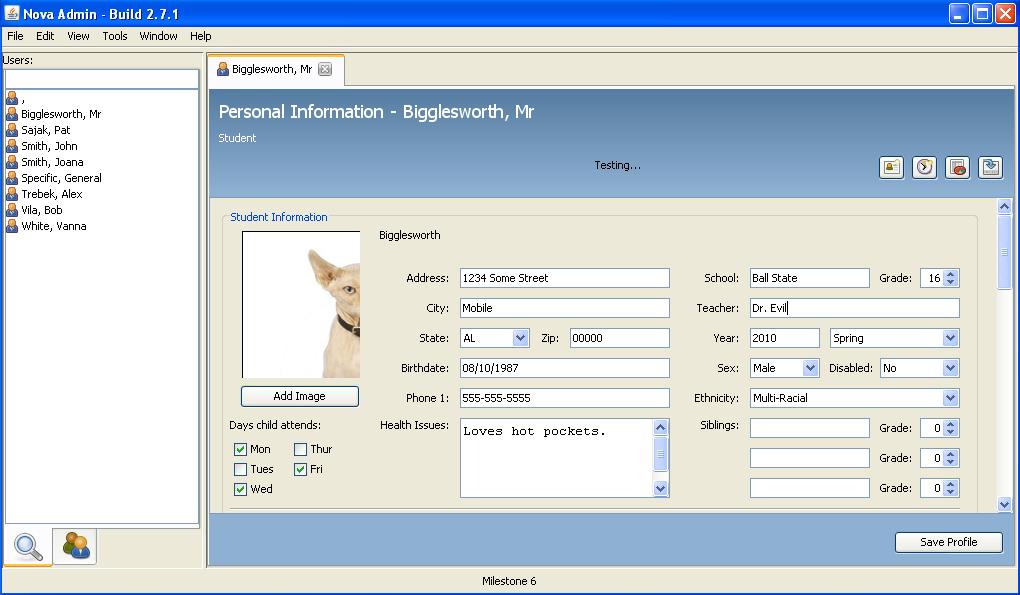 Nova Admin - Build 2.7.1
File Edit View Tools Window Help
Users:
,
Bigglesworth, Mr
Sajak, Pat
Smith, John
Smith, Joana
Specific, General
Trebek, Alex
Vila, Bob
White, Vanna
Bigglesworth, Mr
Personal Information - Bigglesworth, Mr
Student
Testing...
Student Information
Bigglesworth
Address: 1234 Some Street School: Ball State Grade: 16
City: Mobile Teacher: Dr. Evil
State: AL Zip: 00000 Year: 2010 Spring
Birthdate: 08/10/1987 Sex: Male Disabled: No
Add Image Phone 1: 555-555-5555 Ethnicity: Multi-Racial
Days child attends: Health Issues: Loves hot pockets. Siblings: Grade: 0
Mon Thur
Tues Fri Grade: 0
Wed Grade: 0
Save Profile
Milestone 6